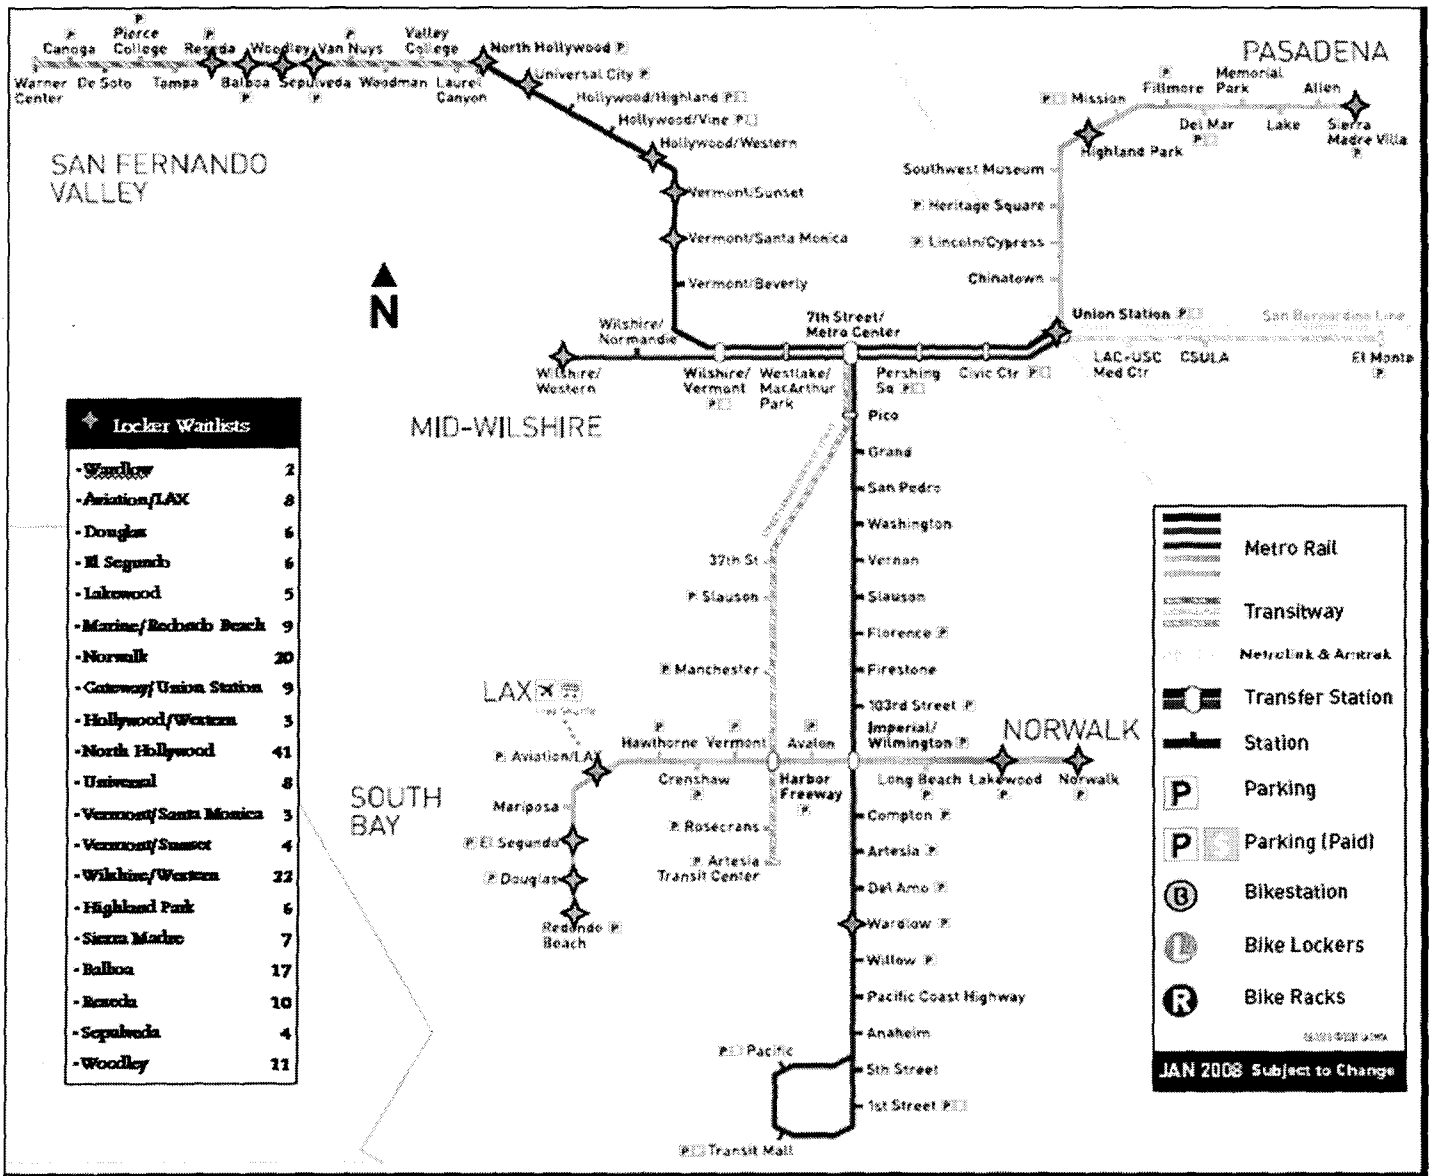 Canoga
Pierce
College
Reseda
Woodley
Van Nuys
Valley
College
North Hollywood P
Warner
Center
De Soto
Tampa
Balboa
Sepulveda
Woodman
Laurel
Canyon
Universal City P
Hollywood/Highland P
Hollywood/Vine P
Hollywood/Western
Vermont/Sunset
Vermont/Santa Monica
Vermont/Beverly
SAN FERNANDO
VALLEY
N
PASADENA
P Mission
P
Fillmore
Memorial
Park
Allen
Del Mar
P
Lake
Sierra
Madre Villa
P
Highland Park
Southwest Museum
P Heritage Square
P Lincoln/Cypress
Chinatown
Union Station P
San Bernardino Line
LAC-USC
Med Ctr
CSULA
El Monte
P
Wilshire/
Normandie
7th Street/
Metro Center
Wilshire/
Western
Wilshire/
Vermont
P
Westlake/
MacArthur
Park
Pershing
Sq P
Civic Ctr P
MID-WILSHIRE
Pico
Grand
San Pedro
Washington
Vernon
Slauson
Florence P
Firestone
103rd Street P
Imperial/
Wilmington P
37th St
P Slauson
P Manchester
LAX
NORWALK
P Aviation/LAX
Hawthorne
Vermont
Avalon
Crenshaw
P
Harbor
Freeway
P
Long Beach
P
Lakewood
P
Norwalk
P
SOUTH
BAY
Mariposa
P El Segundo
P Douglas
Redondo P
Beach
P Rosecrans
P Artesia
Transit Center
Compton P
Artesia P
Del Amo P
Wardlow P
Willow P
Pacific Coast Highway
Anaheim
P Pacific
5th Street
1st Street P
P Transit Mall
Locker Waitlists
- Wardlow 2
- Aviation/LAX 8
- Douglas 6
- El Segundo 6
- Lakewood 5
- Marine/Redondo Beach 9
- Norwalk 20
- Gateway/Union Station 9
- Hollywood/Western 3
- North Hollywood 41
- Universal 8
- Vermont/Santa Monica 3
- Vermont/Sunset 4
- Wilshire/Western 22
- Highland Park 6
- Sierra Madre 7
- Balboa 17
- Reseda 10
- Sepulveda 4
- Woodley 11
Metro Rail
Transitway
Metrolink & Amtrak
Transfer Station
Station
P Parking
P $ Parking (Paid)
B Bikestation
L Bike Lockers
R Bike Racks
JAN 2008 Subject to Change